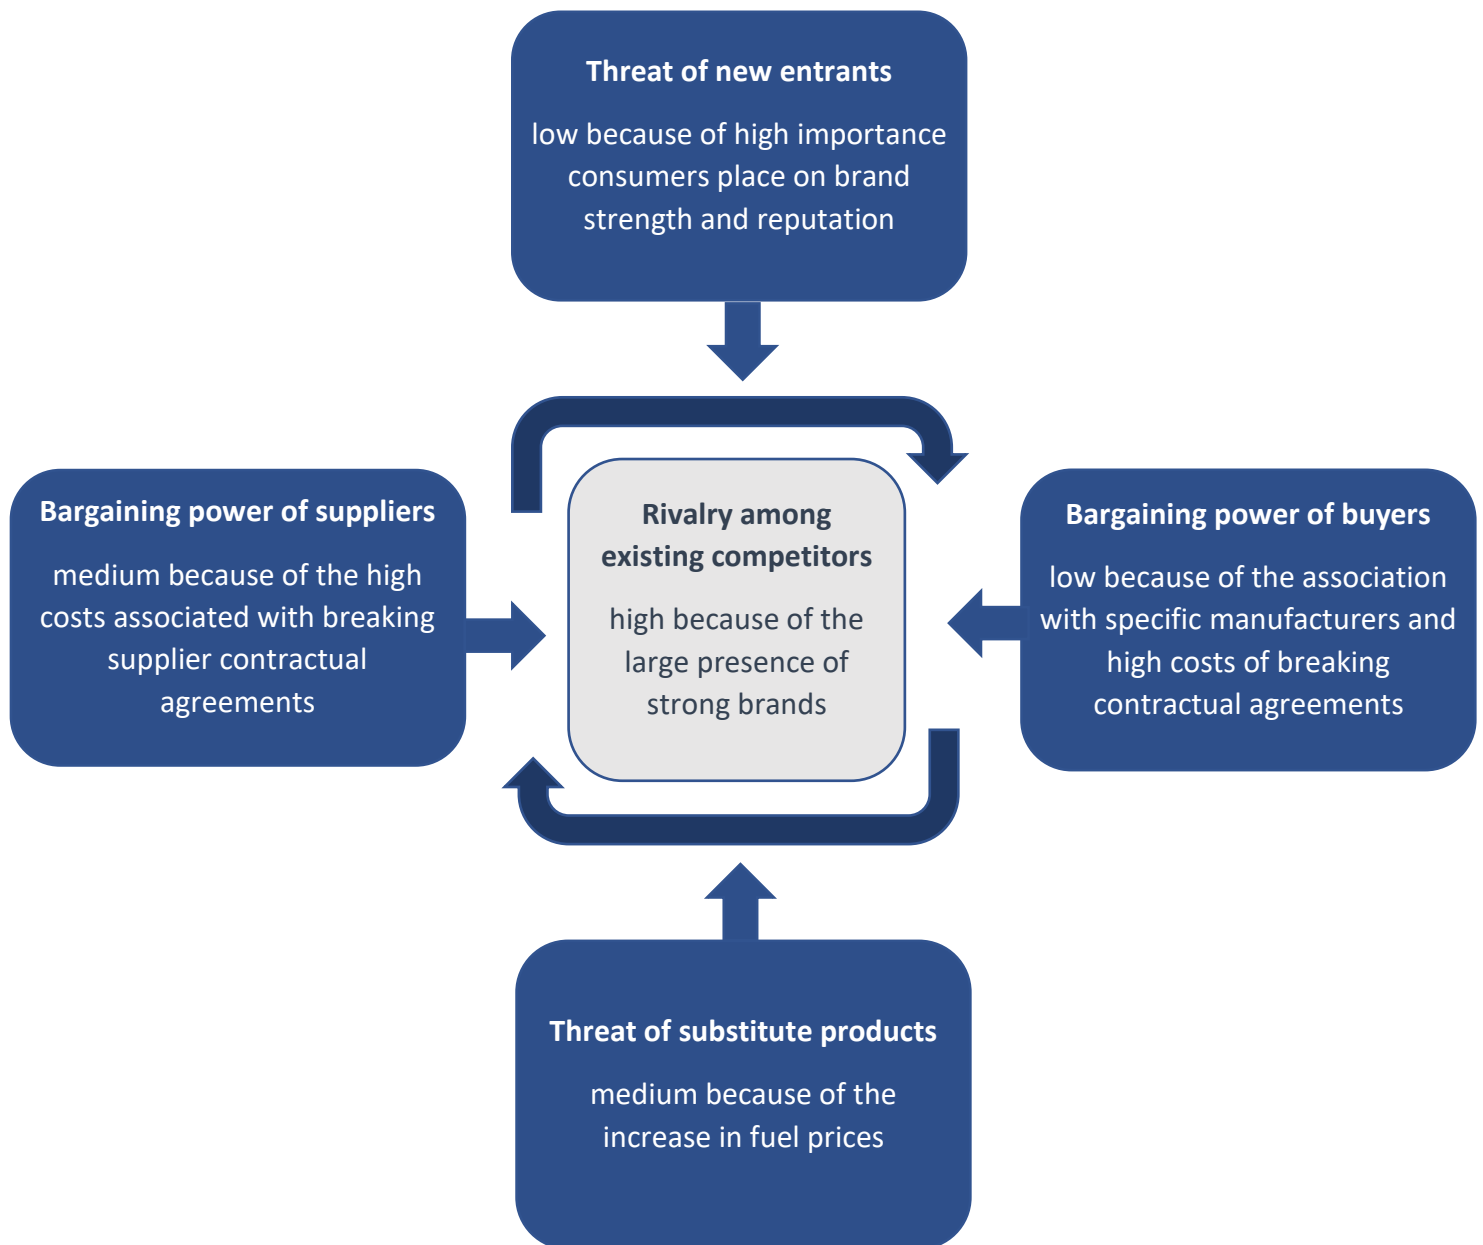 Threat of new entrants
low because of high importance
consumers place on brand
strength and reputation
Bargaining power of suppliers
medium because of the high
costs associated with breaking
supplier contractual
agreements
Rivalry among
existing competitors
high because of the
large presence of
strong brands
Bargaining power of buyers
low because of the association
with specific manufacturers and
high costs of breaking
contractual agreements
Threat of substitute products
medium because of the
increase in fuel prices